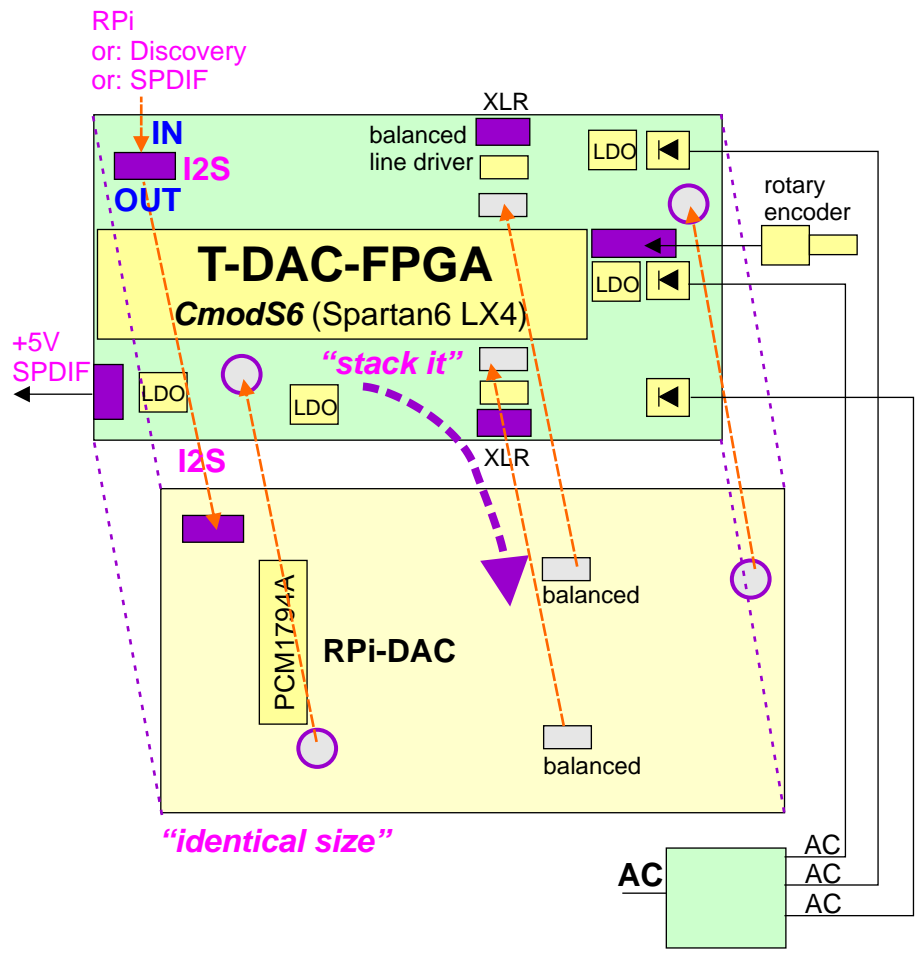 RPi
or: Discovery
or: SPDIF
XLR
IN
balanced
line driver
LDO
I2S
OUT
rotary
encoder
T-DAC-FPGA
CmodS6 (Spartan6 LX4)
LDO
+5V
SPDIF
“stack it”
LDO
LDO
I2S
XLR
PCM1794A
balanced
RPi-DAC
balanced
“identical size”
AC
AC
AC
AC